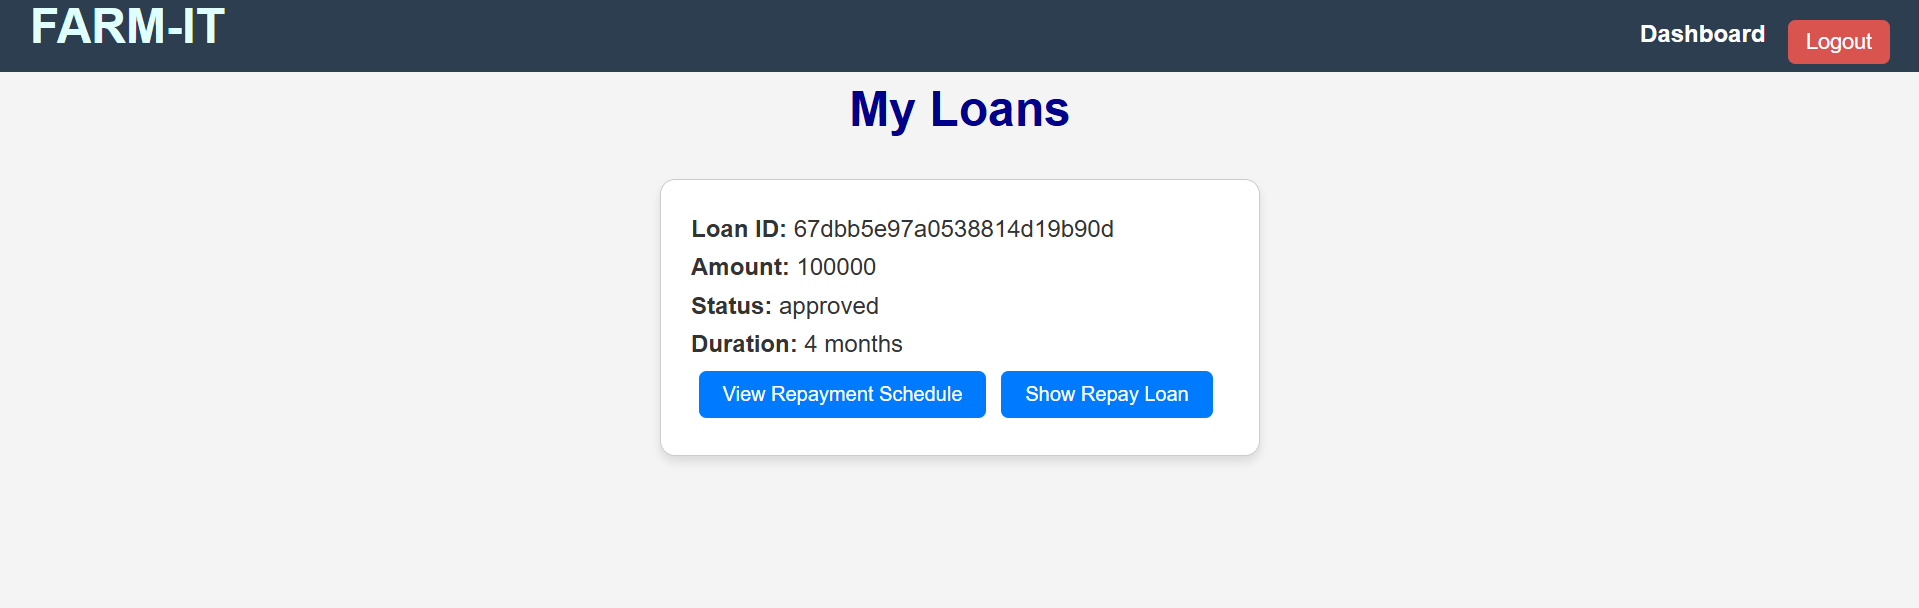 FARM-IT
Dashboard
Logout
My Loans
Loan ID: 67dbb5e97a0538814d19b90d
Amount: 100000
Status: approved
Duration: 4 months
View Repayment Schedule
Show Repay Loan